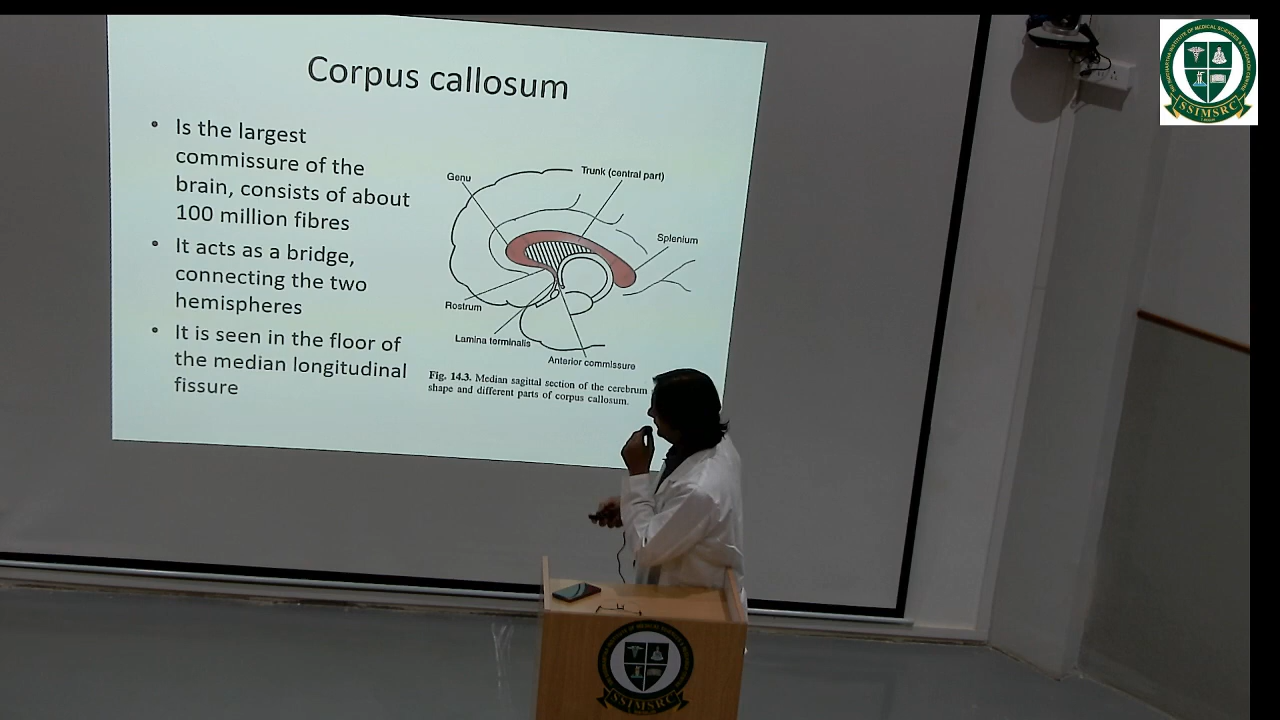 Corpus callosum
• Is the largest
commissure of the
brain, consists of about
100 million fibres
• It acts as a bridge,
connecting the two
hemispheres
• It is seen in the floor of
the median longitudinal
fissure
Genu
Trunk (central part)
Splenium
Rostrum
Lamina terminalis
Anterior commissure
Fig. 14.3. Median sagittal section of the cerebrum
shape and different parts of corpus callosum.
SSIMSRC
SSIMSRC